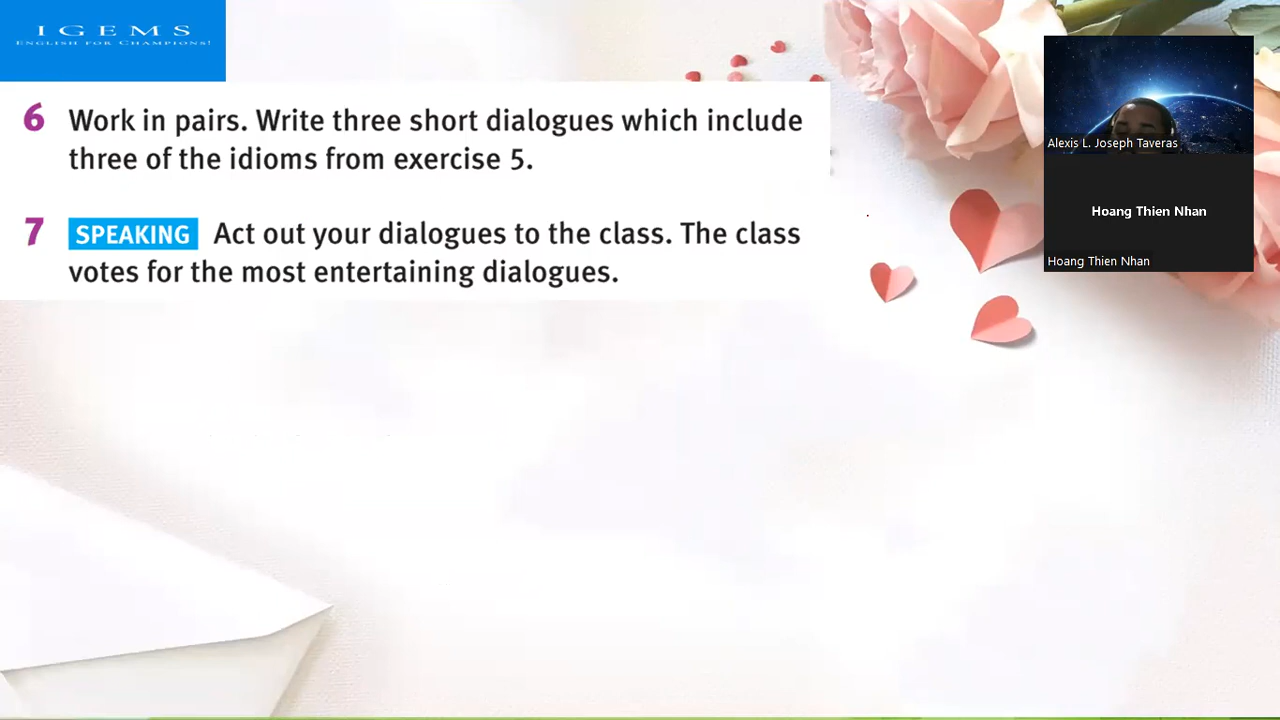 IGEMS
ENGLISH FOR CHAMPIONS!
6 Work in pairs. Write three short dialogues which include
three of the idioms from exercise 5.
7 SPEAKING Act out your dialogues to the class. The class
votes for the most entertaining dialogues.
Alexis L. Joseph Taveras
Hoang Thien Nhan
Hoang Thien Nhan